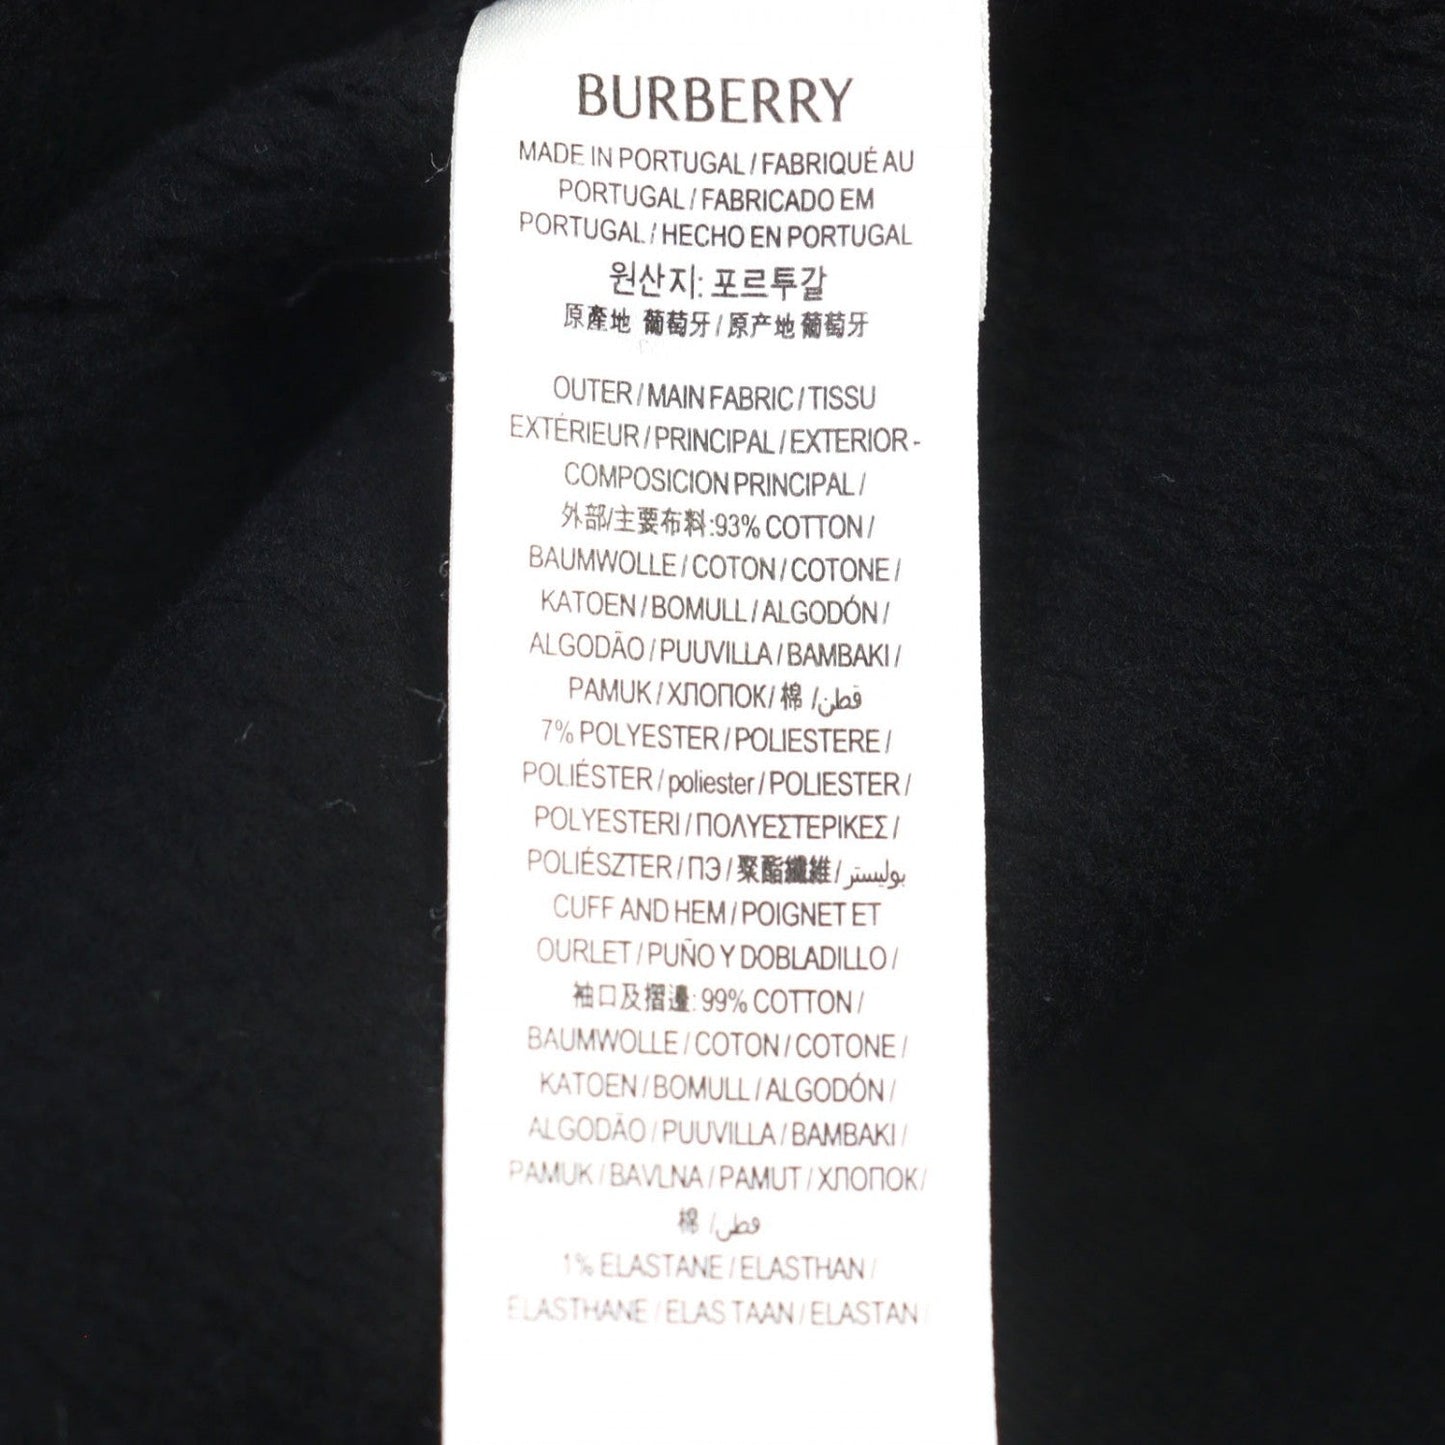 BURBERRY
MADE IN PORTUGAL / FABRIQUÉ AU
PORTUGAL / FABRICADO EM
PORTUGAL / HECHO EN PORTUGAL
원산지: 포르투갈
原產地 葡萄牙 / 原产地 葡萄牙
OUTER / MAIN FABRIC / TISSU
EXTÉRIEUR / PRINCIPAL / EXTERIOR -
COMPOSICION PRINCIPAL /
外部/主要布料:93% COTTON /
BAUMWOLLE / COTON / COTONE /
KATOEN / BOMULL / ALGODÓN /
ALGODÃO / PUUVILLA / BAMBAKI /
PAMUK / ХЛОПОК / 棉 / قطن
7% POLYESTER / POLIESTERE /
POLIÉSTER / poliester / POLIESTER /
POLYESTERI / ΠΟΛΥΕΣΤΕΡΙΚΕΣ /
POLIÉSZTER / ПЭ / 聚酯纖維 / بوليستر
CUFF AND HEM / POIGNET ET
OURLET / PUÑO Y DOBLADILLO /
袖口及摺邊: 99% COTTON /
BAUMWOLLE / COTON / COTONE /
KATOEN / BOMULL / ALGODÓN /
ALGODÃO / PUUVILLA / BAMBAKI /
PAMUK / BAVLNA / PAMUT / ХЛОПОК /
棉 / قطن
1% ELASTANE / ELASTHAN /
ELASTHANE / ELASTAAN / ELASTAN /